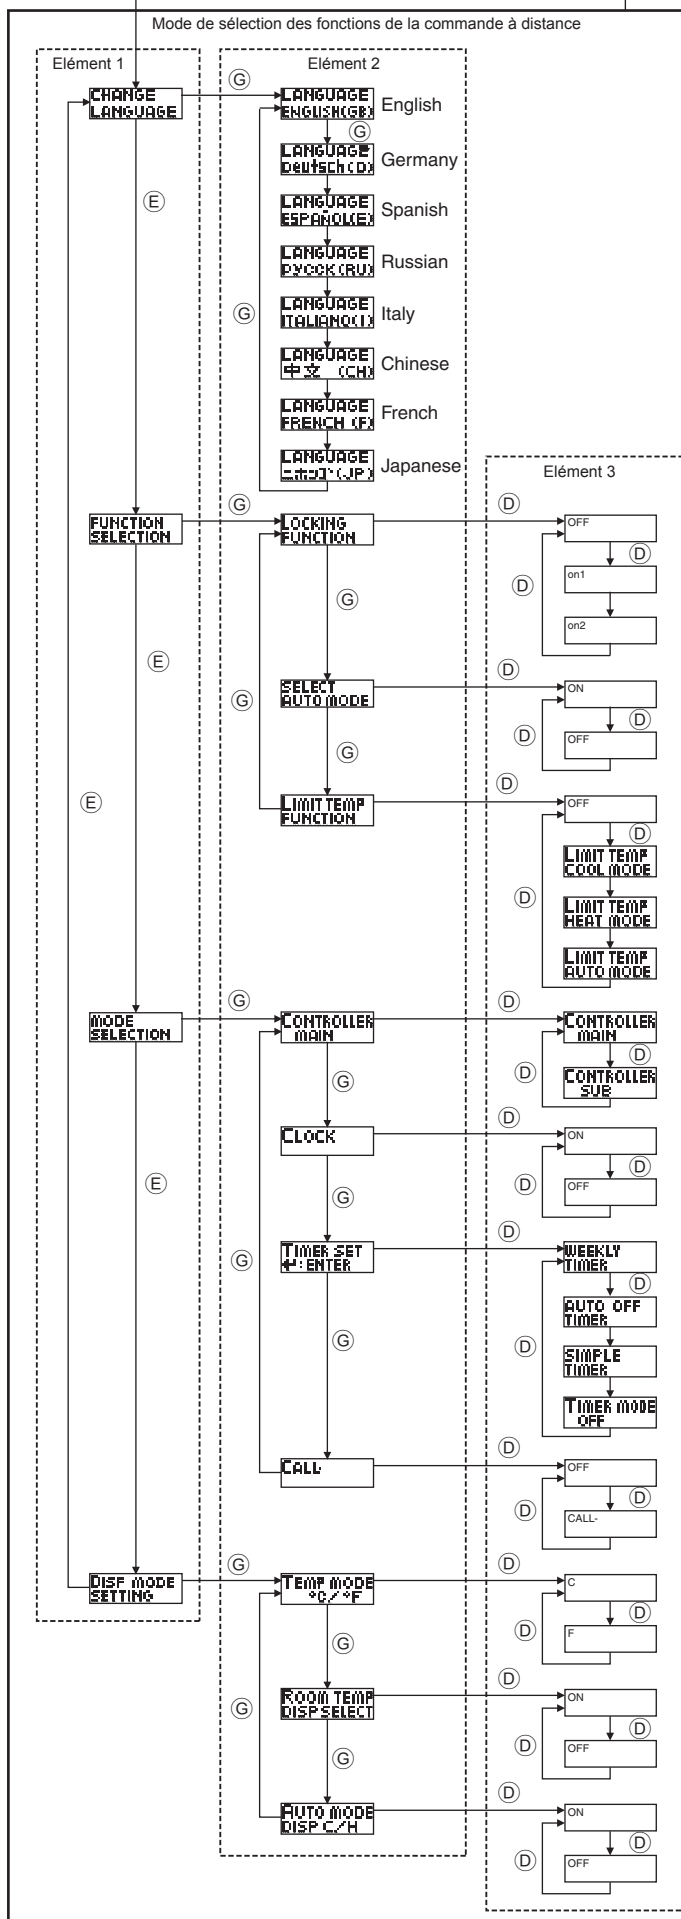 Mode de sélection des fonctions de la commande à distance
Elément 1
Elément 2
CHANGE
LANGUAGE
G
LANGUAGE
ENGLISH(GB)
English
G
LANGUAGE
Deutsch(D)
Germany
E
LANGUAGE
ESPAÑOL(E)
Spanish
LANGUAGE
РУССК(RU)
Russian
G
LANGUAGE
ITALIANO(I)
Italy
LANGUAGE
中文 (CH)
Chinese
LANGUAGE
FRENCH (F)
French
LANGUAGE
ニホンゴ(JP)
Japanese
Elément 3
FUNCTION
SELECTION
G
LOCKING
FUNCTION
D
OFF
D
D
on1
G
on2
E
SELECT
AUTO MODE
D
ON
G
D
D
OFF
G
E
LIMIT TEMP
FUNCTION
D
OFF
D
LIMIT TEMP
COOL MODE
D
LIMIT TEMP
HEAT MODE
LIMIT TEMP
AUTO MODE
MODE
SELECTION
G
CONTROLLER
MAIN
D
CONTROLLER
MAIN
D
D
CONTROLLER
SUB
G
CLOCK
D
ON
D
D
OFF
E
G
TIMER SET
↵:ENTER
D
WEEKLY
TIMER
G
D
AUTO OFF
TIMER
G
D
SIMPLE
TIMER
TIMER MODE
OFF
CALL-
D
OFF
D
D
CALL-
DISP MODE
SETTING
G
TEMP MODE
°C/°F
D
C
D
D
F
G
ROOM TEMP
DISP SELECT
D
ON
G
D
D
OFF
G
AUTO MODE
DISP C/H
D
ON
D
D
OFF